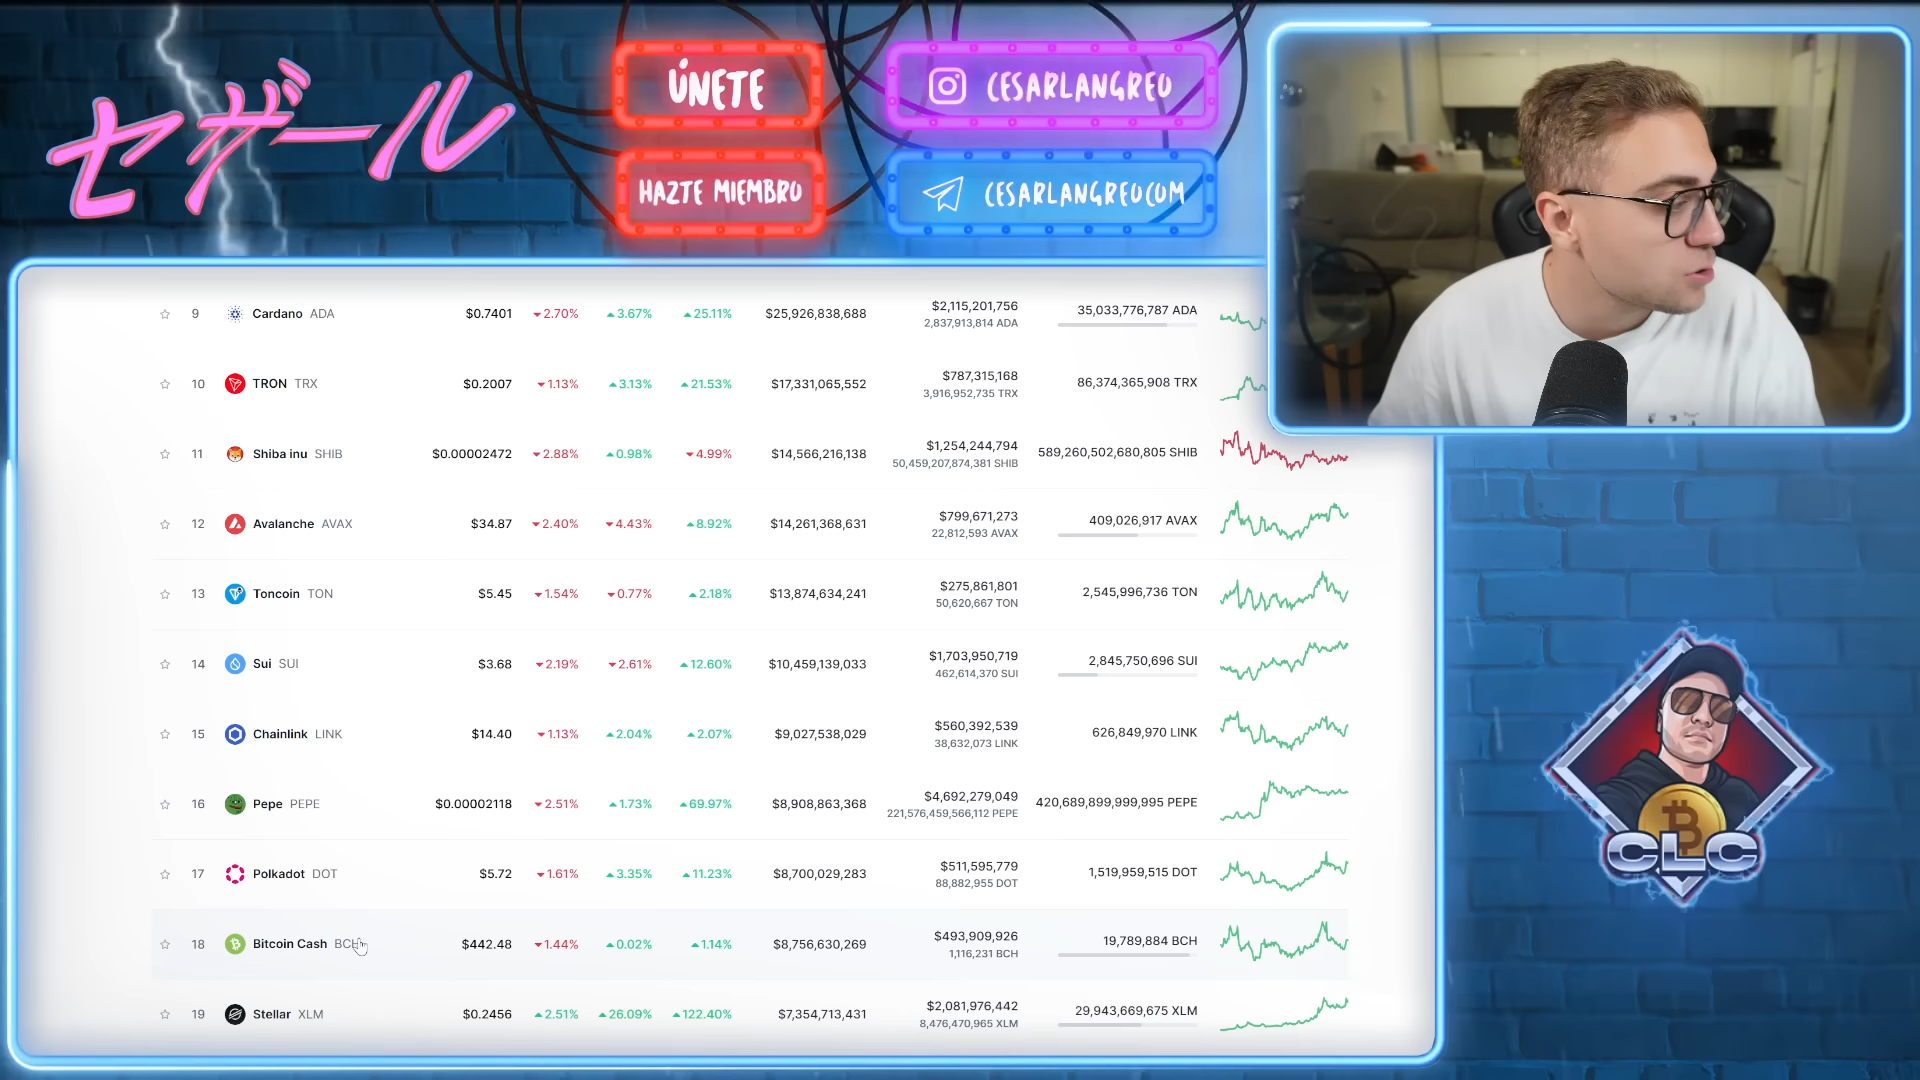 セザール
ÚNETE
CESARLANGREO
HAZTE MIEMBRO
CESARLANGREOCOM
9 Cardano ADA $0.7401 2.70% 3.67% 25.11% $25,926,838,688 $2,115,201,756 35,033,776,787 ADA
2,837,913,814 ADA
10 TRON TRX $0.2007 1.13% 3.13% 21.53% $17,331,065,552 $787,315,168 86,374,365,908 TRX
3,916,952,735 TRX
11 Shiba inu SHIB $0.00002472 2.88% 0.98% 4.99% $14,566,216,138 $1,254,244,794 589,260,502,680,805 SHIB
50,459,207,874,381 SHIB
12 Avalanche AVAX $34.87 2.40% 4.43% 8.92% $14,261,368,631 $799,671,273 409,026,917 AVAX
22,812,593 AVAX
13 Toncoin TON $5.45 1.54% 0.77% 2.18% $13,874,634,241 $275,861,801 2,545,996,736 TON
50,620,667 TON
14 Sui SUI $3.68 2.19% 2.61% 12.60% $10,459,139,033 $1,703,950,719 2,845,750,696 SUI
462,614,370 SUI
15 Chainlink LINK $14.40 1.13% 2.04% 2.07% $9,027,538,029 $560,392,539 626,849,970 LINK
38,632,073 LINK
16 Pepe PEPE $0.00002118 2.51% 1.73% 69.97% $8,908,863,368 $4,692,279,049 420,689,899,999,995 PEPE
221,576,459,566,112 PEPE
17 Polkadot DOT $5.72 1.61% 3.35% 11.23% $8,700,029,283 $511,595,779 1,519,959,515 DOT
88,882,955 DOT
18 Bitcoin Cash BCH $442.48 1.44% 0.02% 1.14% $8,756,630,269 $493,909,926 19,789,884 BCH
1,116,231 BCH
19 Stellar XLM $0.2456 2.51% 26.09% 122.40% $7,354,713,431 $2,081,976,442 29,943,669,675 XLM
8,476,470,965 XLM
CLC